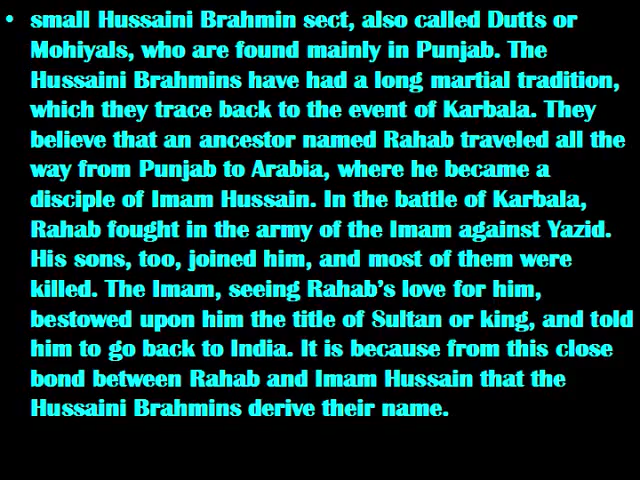 • small Hussaini Brahmin sect, also called Dutts or
Mohiyals, who are found mainly in Punjab. The
Hussaini Brahmins have had a long martial tradition,
which they trace back to the event of Karbala. They
believe that an ancestor named Rahab traveled all the
way from Punjab to Arabia, where he became a
disciple of Imam Hussain. In the battle of Karbala,
Rahab fought in the army of the Imam against Yazid.
His sons, too, joined him, and most of them were
killed. The Imam, seeing Rahab’s love for him,
bestowed upon him the title of Sultan or king, and told
him to go back to India. It is because from this close
bond between Rahab and Imam Hussain that the
Hussaini Brahmins derive their name.